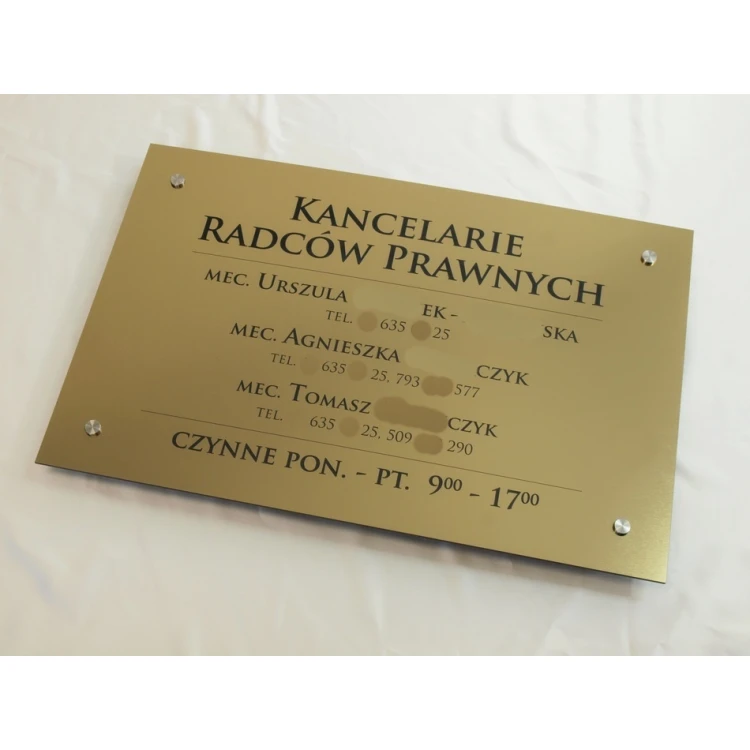 KANCELARIE
RADCÓW PRAWNYCH
MEC. URSZULA EK - SKA
TEL. 635 25
MEC. AGNIESZKA CZYK
TEL. 635 25, 793 577
MEC. TOMASZ CZYK
TEL. 635 25, 509 290
CZYNNE PON. - PT. 9⁰⁰ - 17⁰⁰